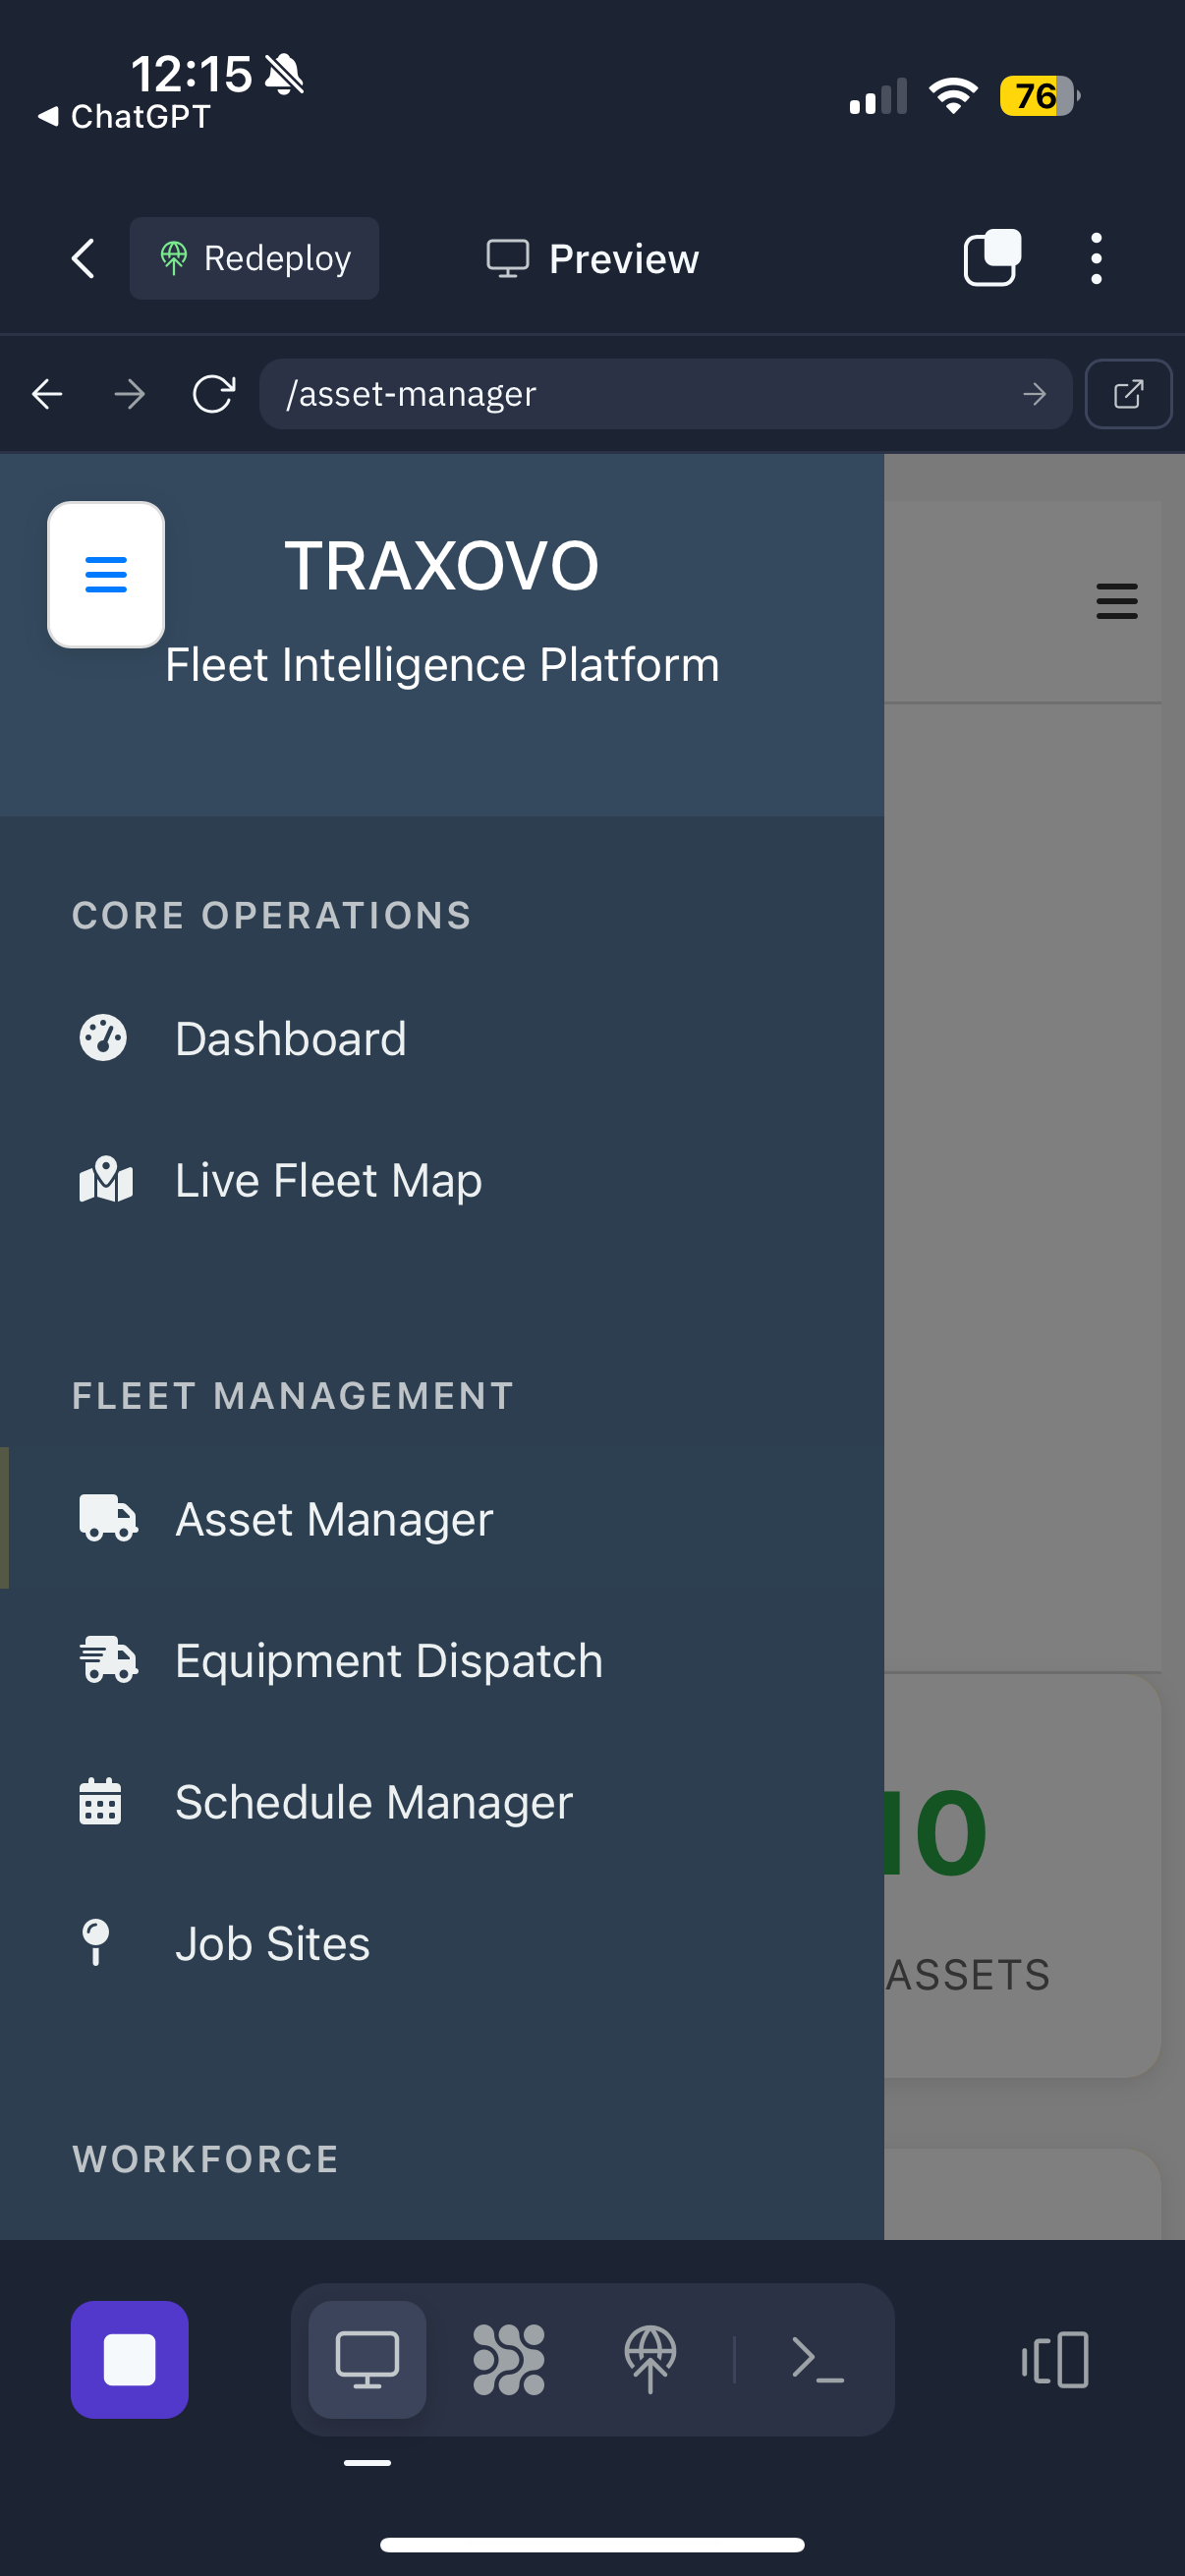 12:15
ChatGPT
76
Redeploy
Preview
/asset-manager
TRAXOVO
Fleet Intelligence Platform
CORE OPERATIONS
Dashboard
Live Fleet Map
FLEET MANAGEMENT
Asset Manager
Equipment Dispatch
Schedule Manager
Job Sites
10
ASSETS
WORKFORCE